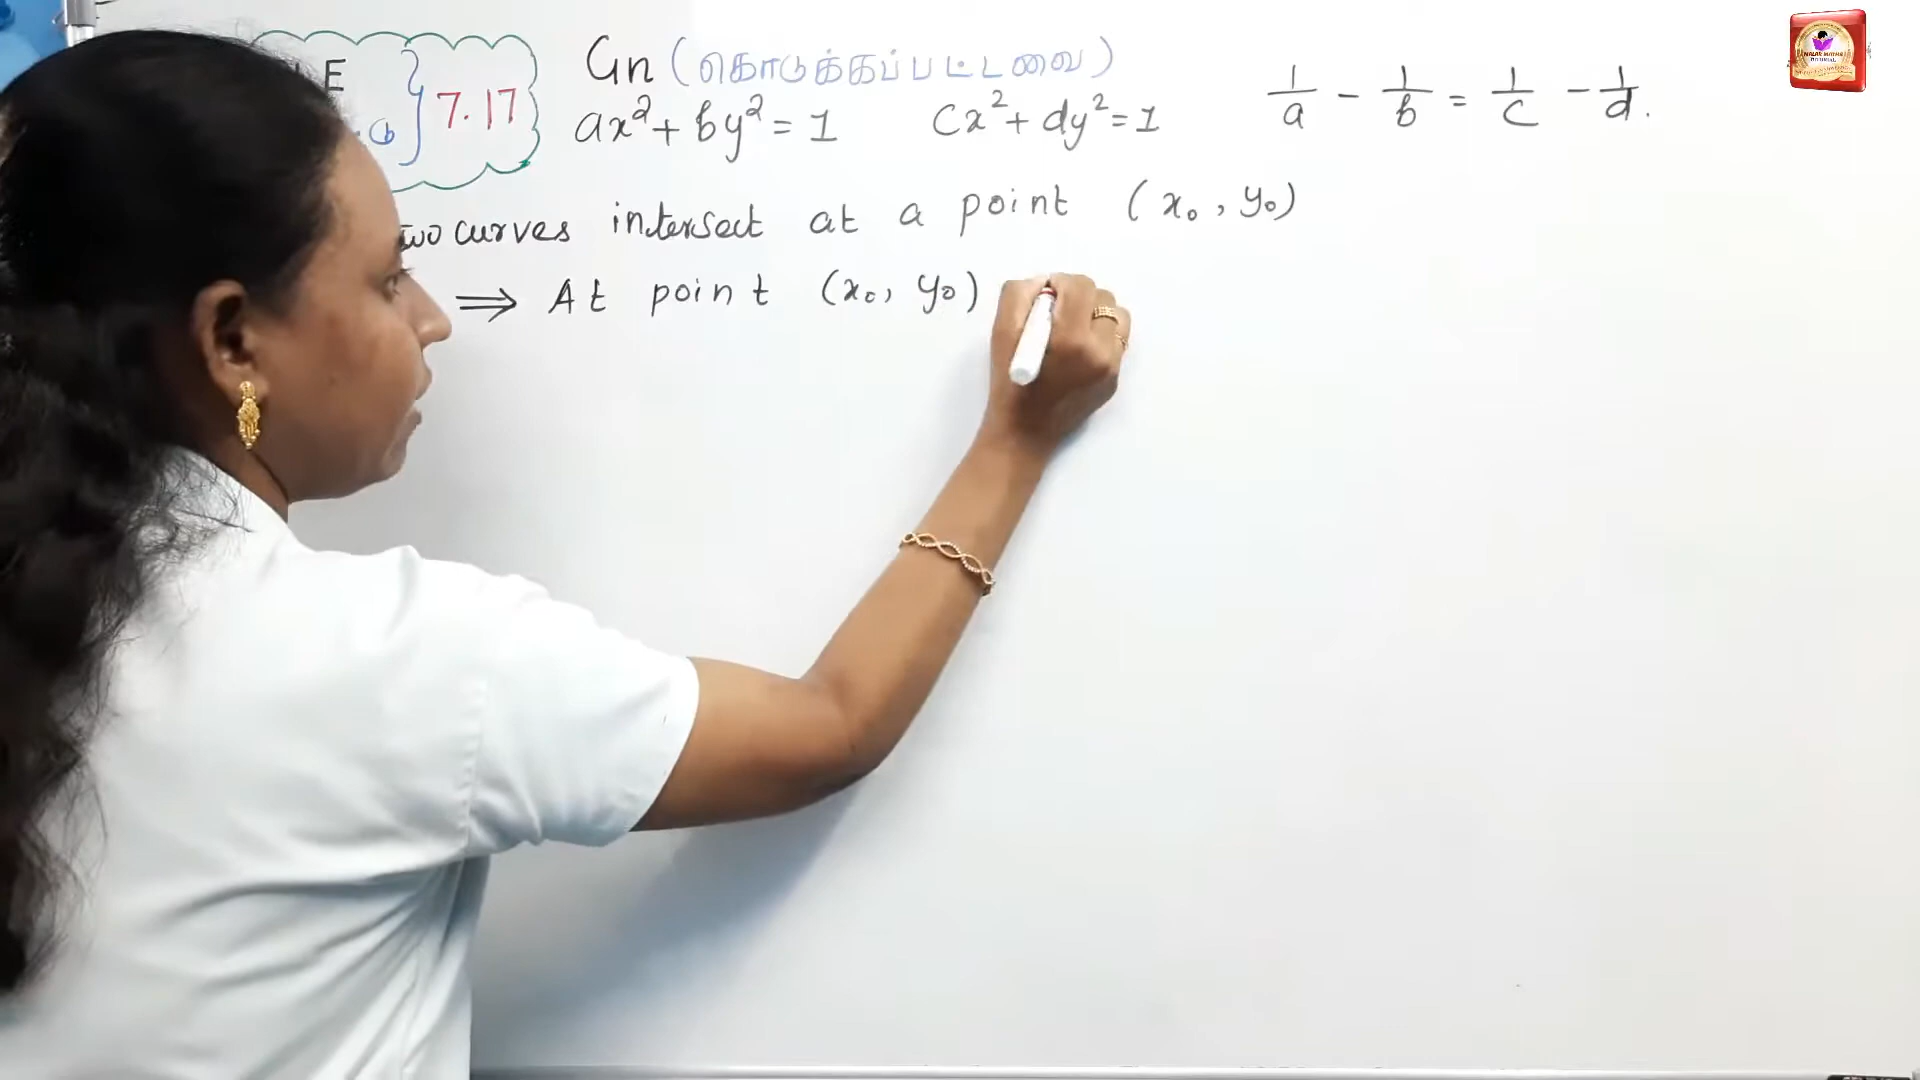 7.17
Gn (கொடுக்கப்பட்டவை)
ax² + by² = 1 cx² + dy² = 1 1/a - 1/b = 1/c - 1/d.
curves intersect at a point (x₀, y₀)
⇒ At point (x₀, y₀)